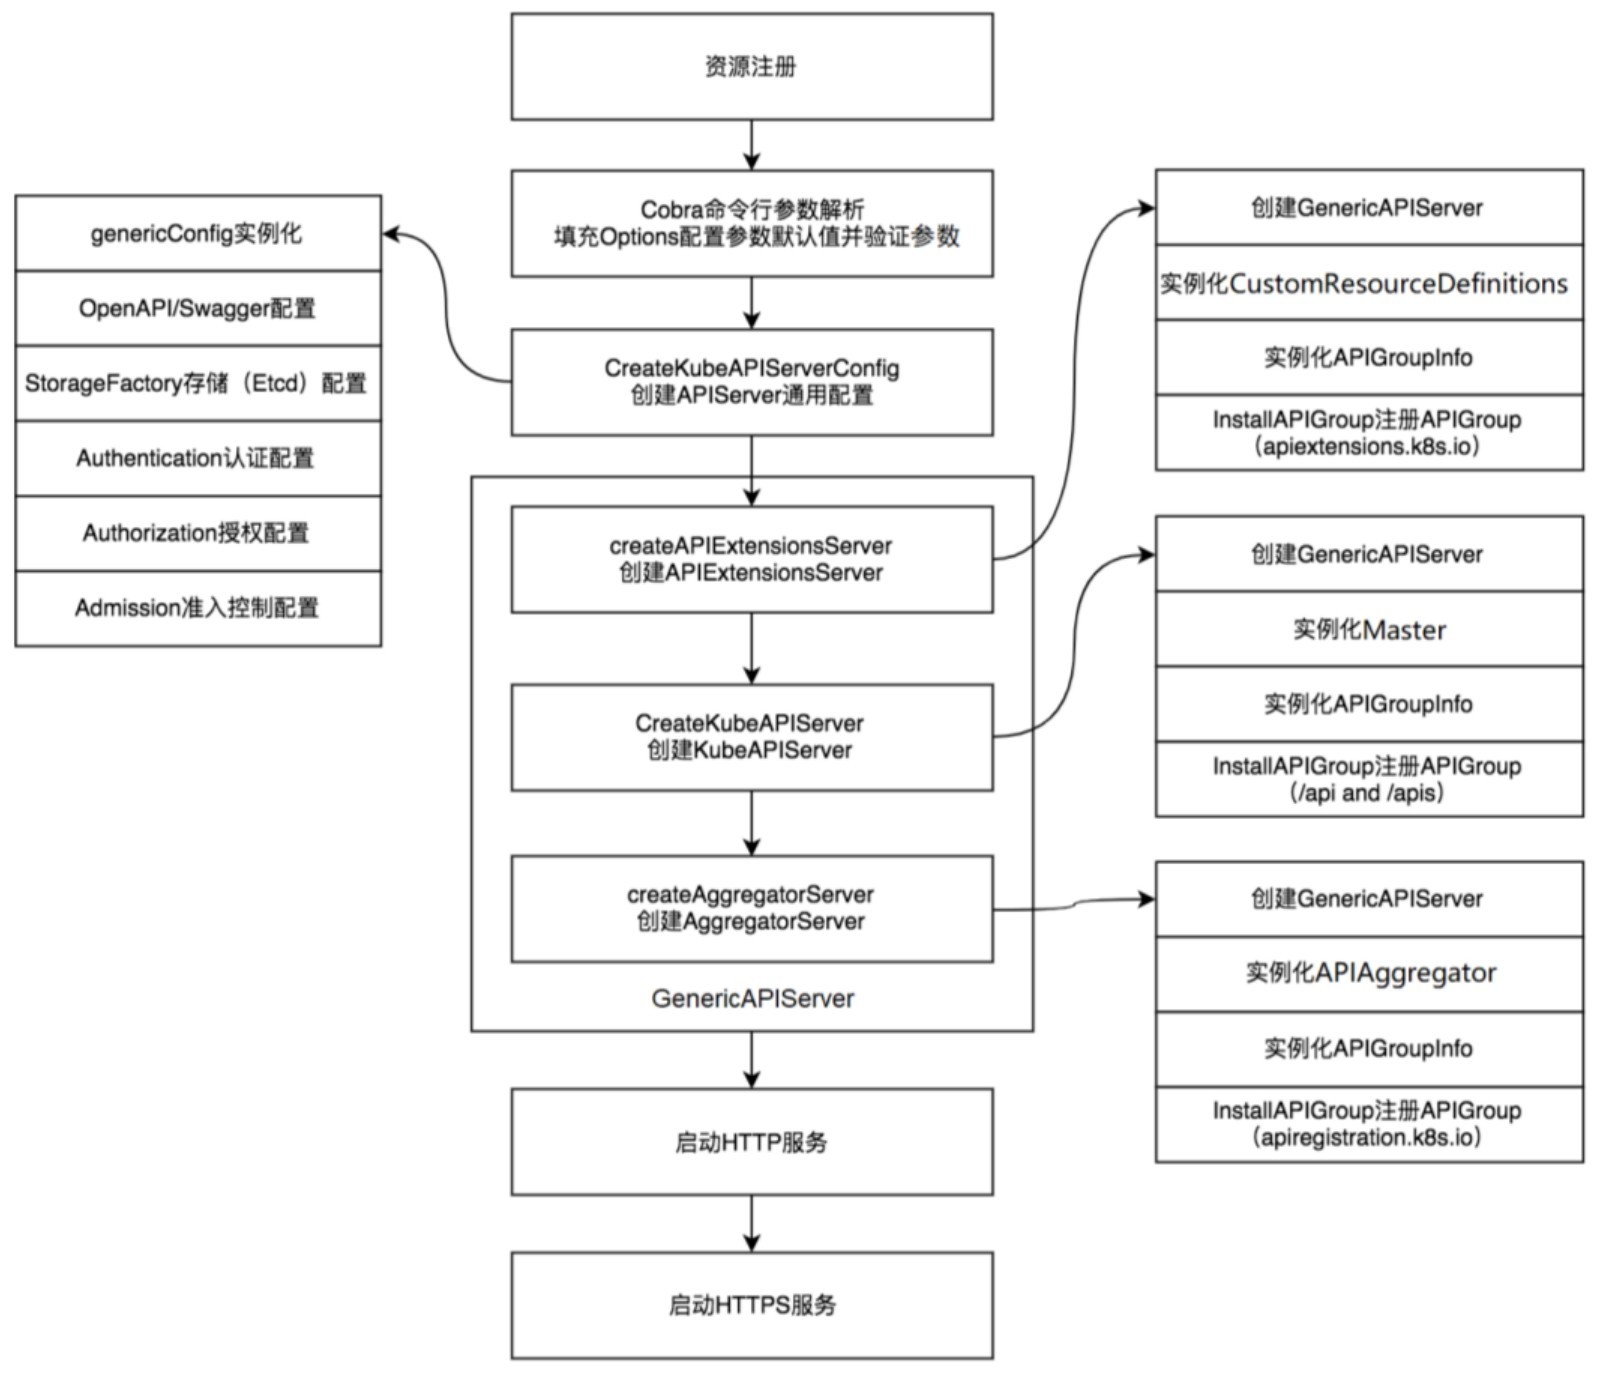 资源注册
Cobra命令行参数解析
填充Options配置参数默认值并验证参数
CreateKubeAPIServerConfig
创建APIServer通用配置
genericConfig实例化
OpenAPI/Swagger配置
StorageFactory存储（Etcd）配置
Authentication认证配置
Authorization授权配置
Admission准入控制配置
createAPIExtensionsServer
创建APIExtensionsServer
CreateKubeAPIServer
创建KubeAPIServer
createAggregatorServer
创建AggregatorServer
GenericAPIServer
启动HTTP服务
启动HTTPS服务
创建GenericAPIServer
实例化CustomResourceDefinitions
实例化APIGroupInfo
InstallAPIGroup注册APIGroup
（apiextensions.k8s.io）
创建GenericAPIServer
实例化Master
实例化APIGroupInfo
InstallAPIGroup注册APIGroup
（/api and /apis）
创建GenericAPIServer
实例化APIAggregator
实例化APIGroupInfo
InstallAPIGroup注册APIGroup
（apiregistration.k8s.io）